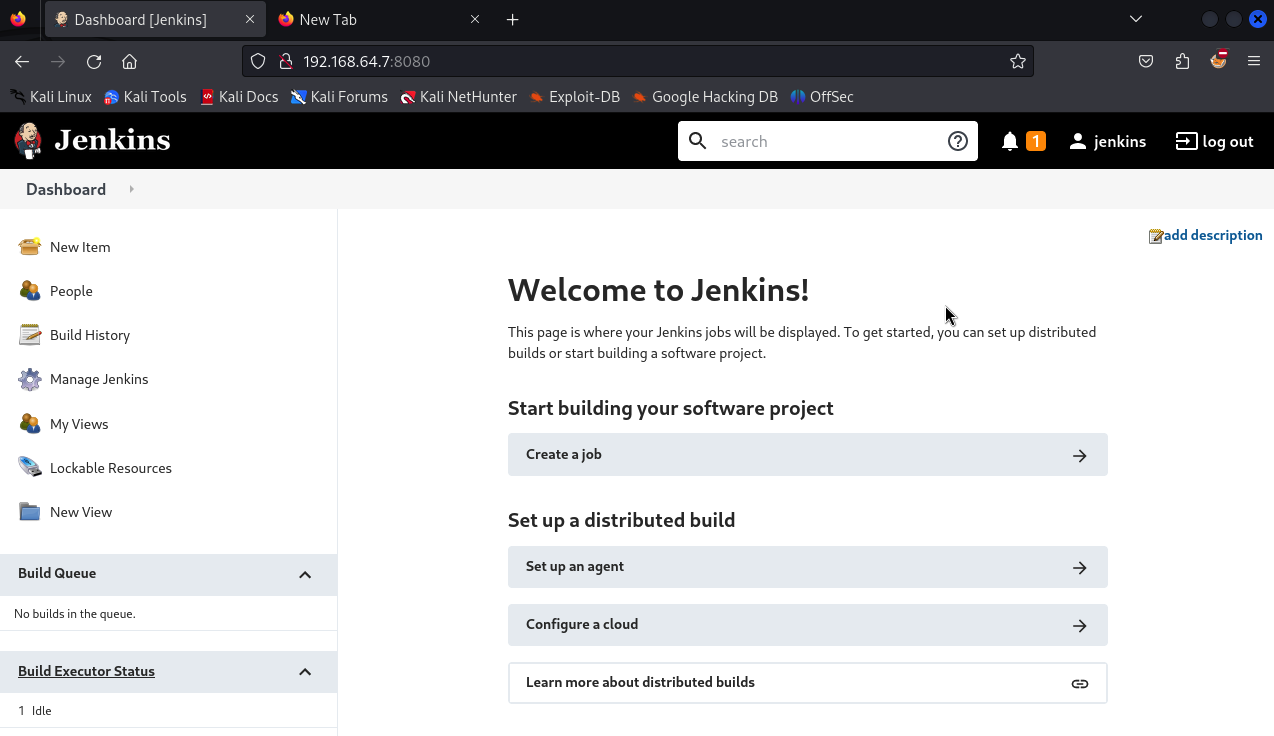 Dashboard [Jenkins]
New Tab
192.168.64.7:8080
Kali Linux Kali Tools Kali Docs Kali Forums Kali NetHunter Exploit-DB Google Hacking DB OffSec
Jenkins
search
1
jenkins
log out
Dashboard
New Item
People
Build History
Manage Jenkins
My Views
Lockable Resources
New View
Build Queue
No builds in the queue.
Build Executor Status
1 Idle
add description
Welcome to Jenkins!
This page is where your Jenkins jobs will be displayed. To get started, you can set up distributed
builds or start building a software project.
Start building your software project
Create a job
Set up a distributed build
Set up an agent
Configure a cloud
Learn more about distributed builds